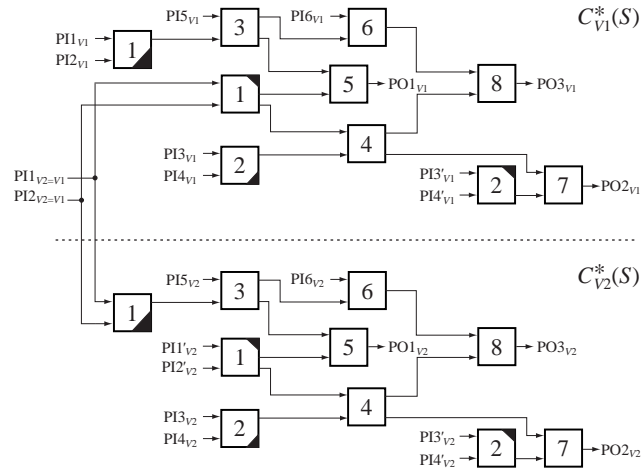 PI5V1 3 PI6V1 6 C*V1(S)
PI1V1
PI2V1 1
1 5 PO1V1 8 PO3V1
4
PI3V1
PI4V1 2
PI1V2=V1
PI2V2=V1
PI3′V1
PI4′V1 2 7 PO2V1
PI5V2 3 PI6V2 6 C*V2(S)
1
PI1′V2
PI2′V2 1 5 PO1V2 8 PO3V2
4
PI3V2
PI4V2 2
PI3′V2
PI4′V2 2 7 PO2V2